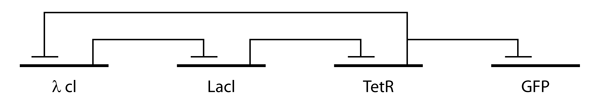 λ cI LacI TetR GFP